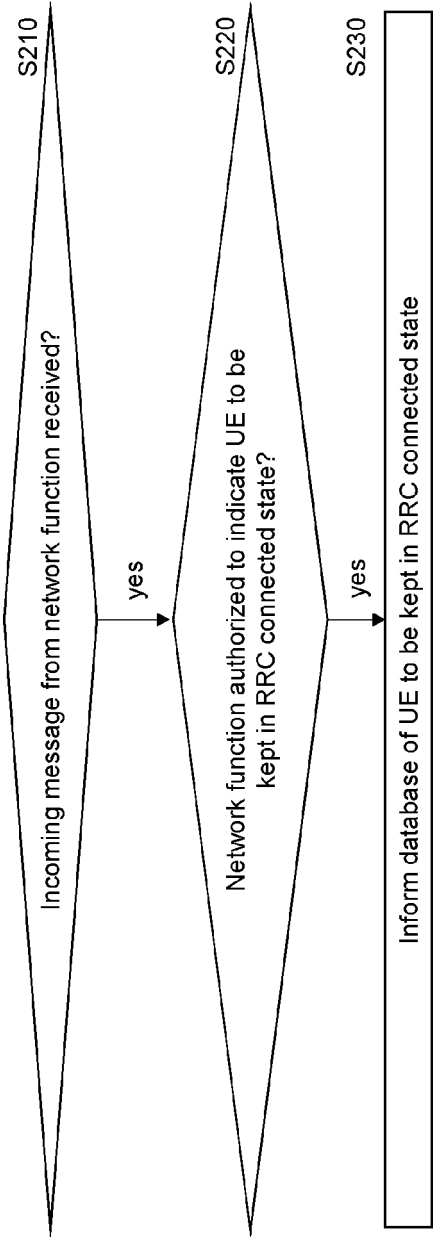 S210
Incoming message from network function received?
yes
S220
Network function authorized to indicate UE to be
kept in RRC connected state?
yes
S230
Inform database of UE to be kept in RRC connected state